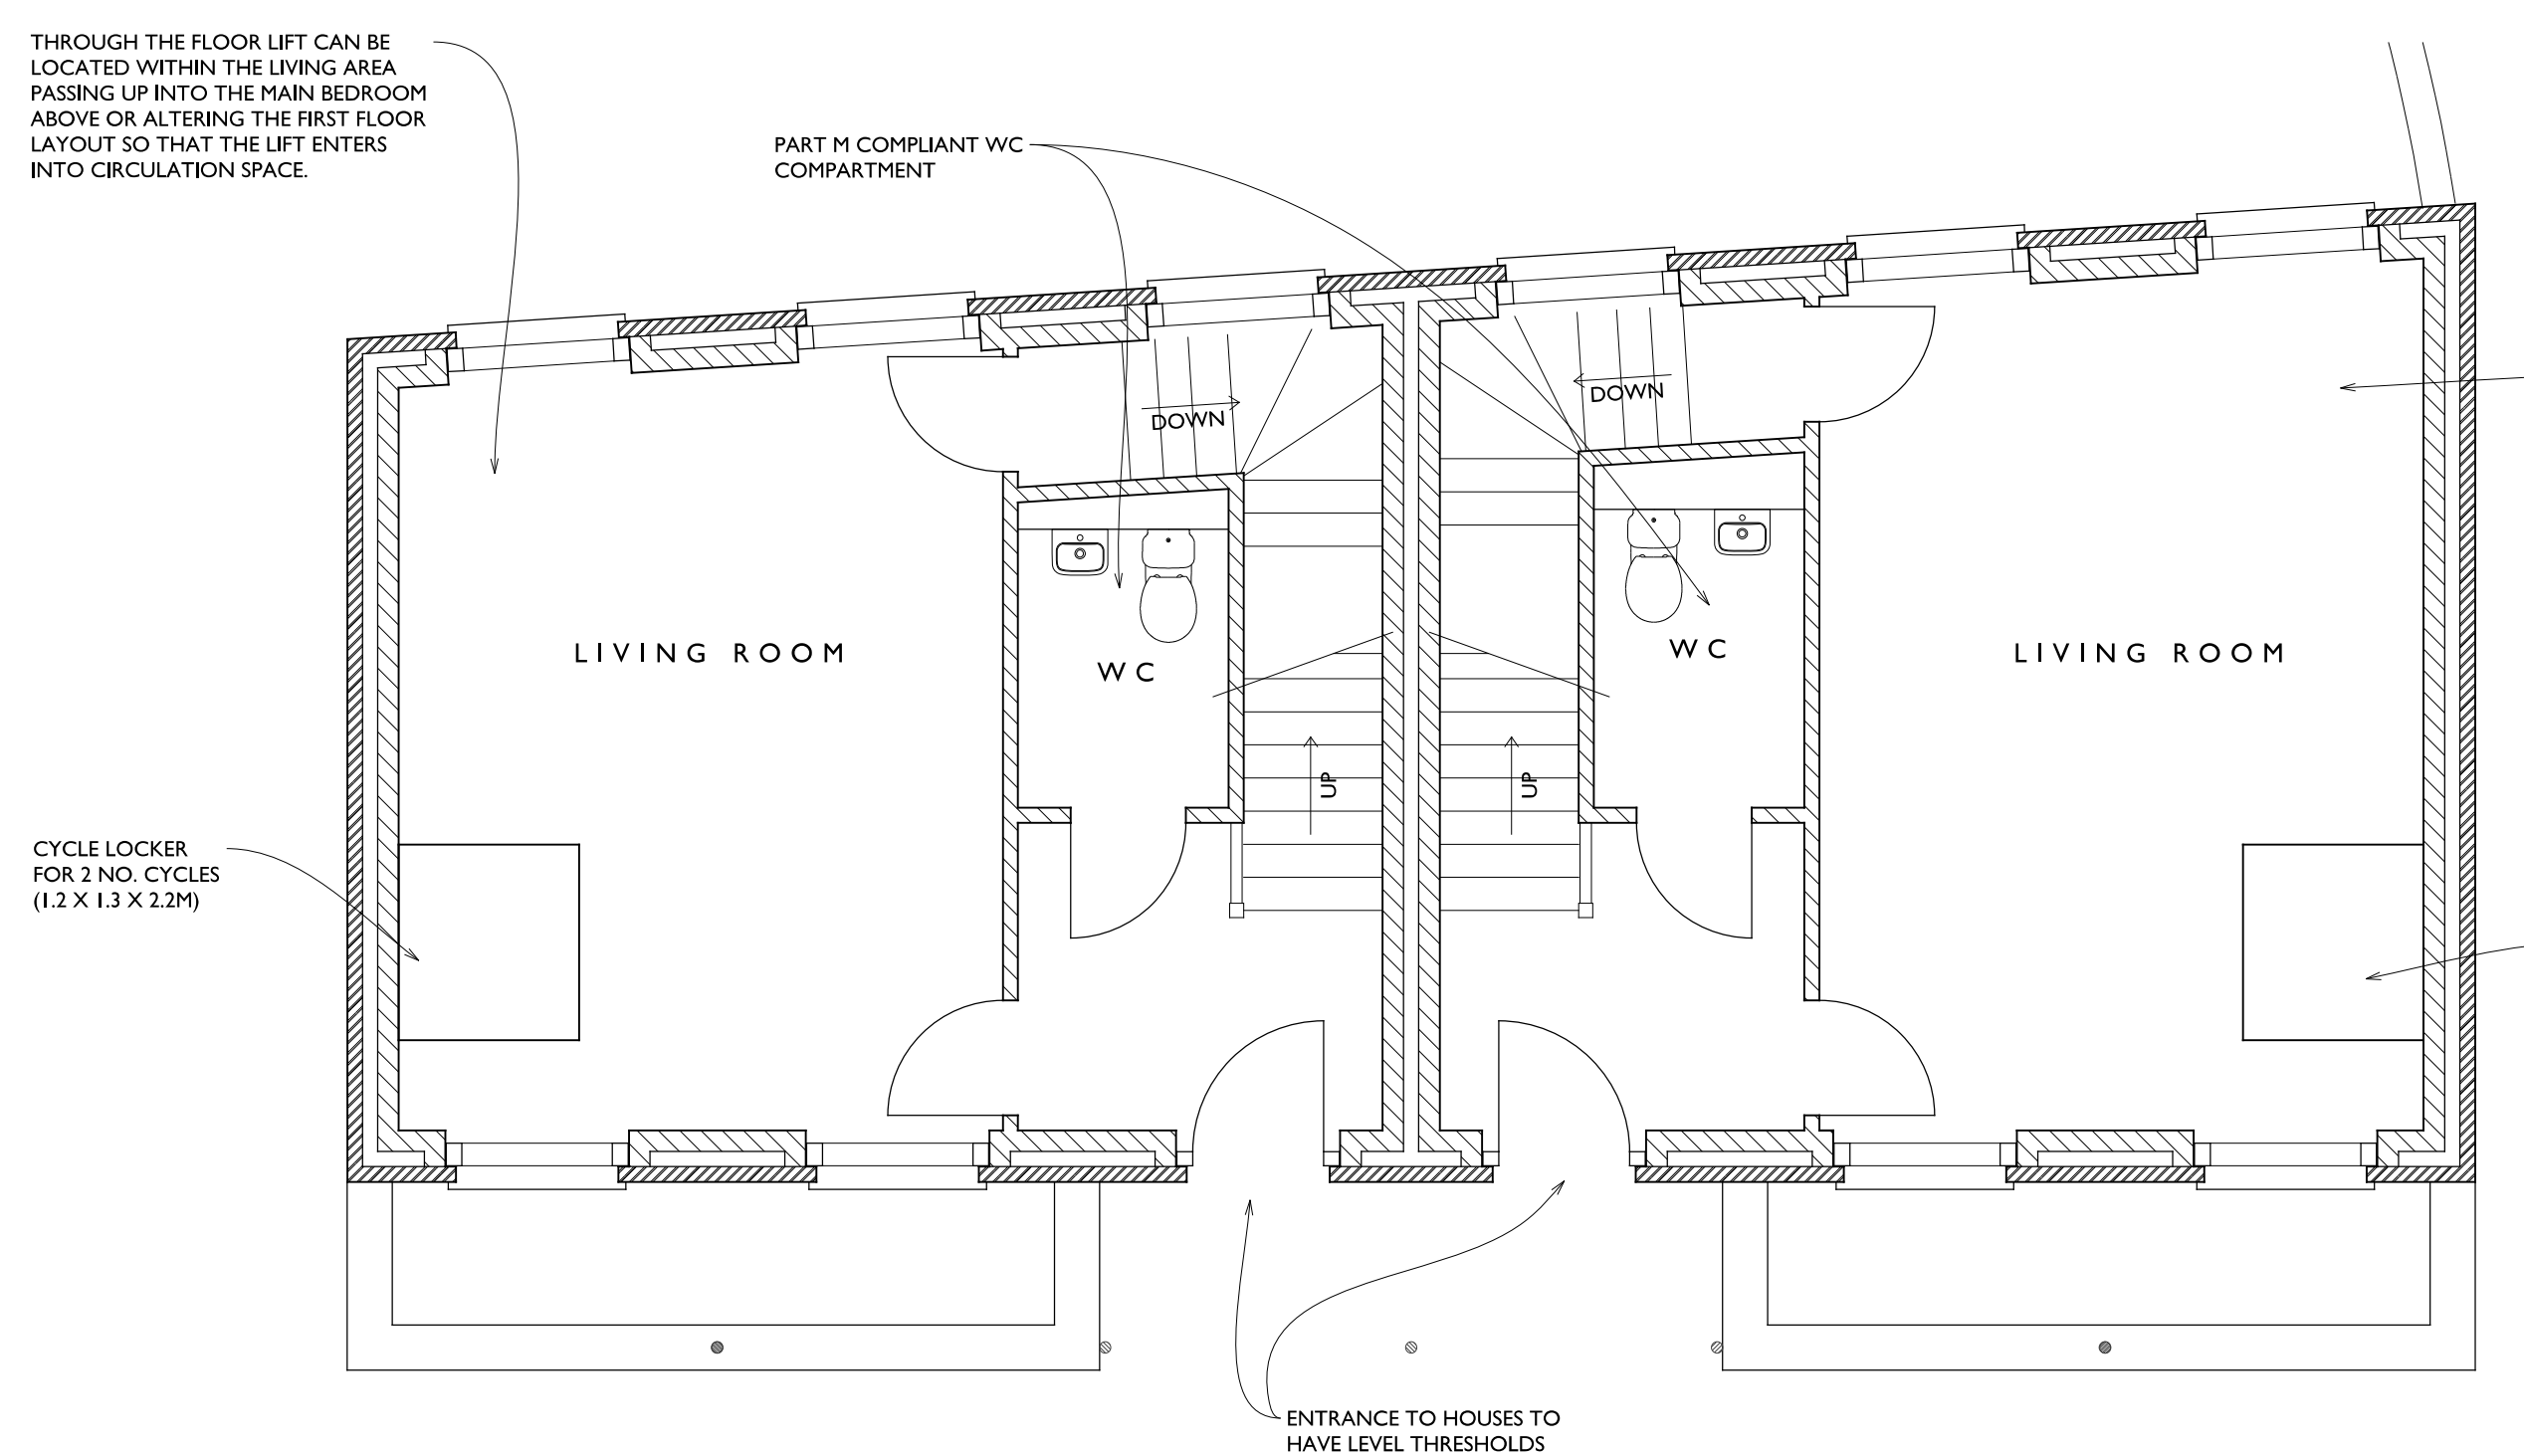 THROUGH THE FLOOR LIFT CAN BE
LOCATED WITHIN THE LIVING AREA
PASSING UP INTO THE MAIN BEDROOM
ABOVE OR ALTERING THE FIRST FLOOR
LAYOUT SO THAT THE LIFT ENTERS
INTO CIRCULATION SPACE.
PART M COMPLIANT WC
COMPARTMENT
DOWN
DOWN
LIVING ROOM
WC
WC
LIVING ROOM
UP
UP
CYCLE LOCKER
FOR 2 NO. CYCLES
(1.2 X 1.3 X 2.2M)
ENTRANCE TO HOUSES TO
HAVE LEVEL THRESHOLDS